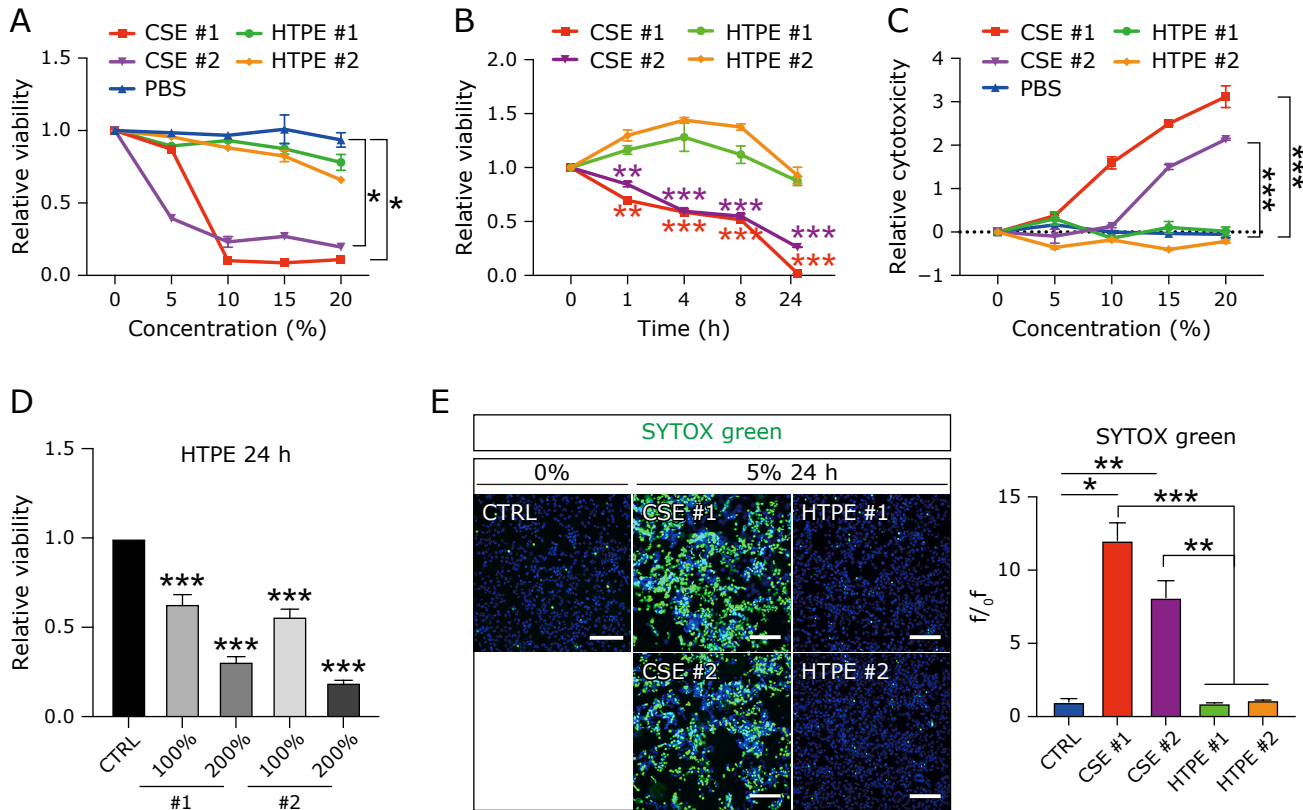 A
CSE #1
HTPE #1
CSE #2
HTPE #2
PBS
Relative viability
1.5
1.0
0.5
0.0
*
*
0
5
10
15
20
Concentration (%)
B
CSE #1
HTPE #1
CSE #2
HTPE #2
Relative viability
2.0
1.5
1.0
0.5
0.0
**
***
***
***
**
***
***
***
0
1
4
8
24
Time (h)
C
CSE #1
HTPE #1
CSE #2
HTPE #2
PBS
Relative cytotoxicity
4
3
2
1
0
−1
***
***
0
5
10
15
20
Concentration (%)
D
HTPE 24 h
Relative viability
1.5
1.0
0.5
0.0
***
***
***
***
CTRL
100%
200%
100%
200%
#1
#2
E
SYTOX green
0%
5% 24 h
CTRL
CSE #1
HTPE #1
CSE #2
HTPE #2
SYTOX green
f/0f
15
10
5
0
**
*
***
**
CTRL
CSE #1
CSE #2
HTPE #1
HTPE #2